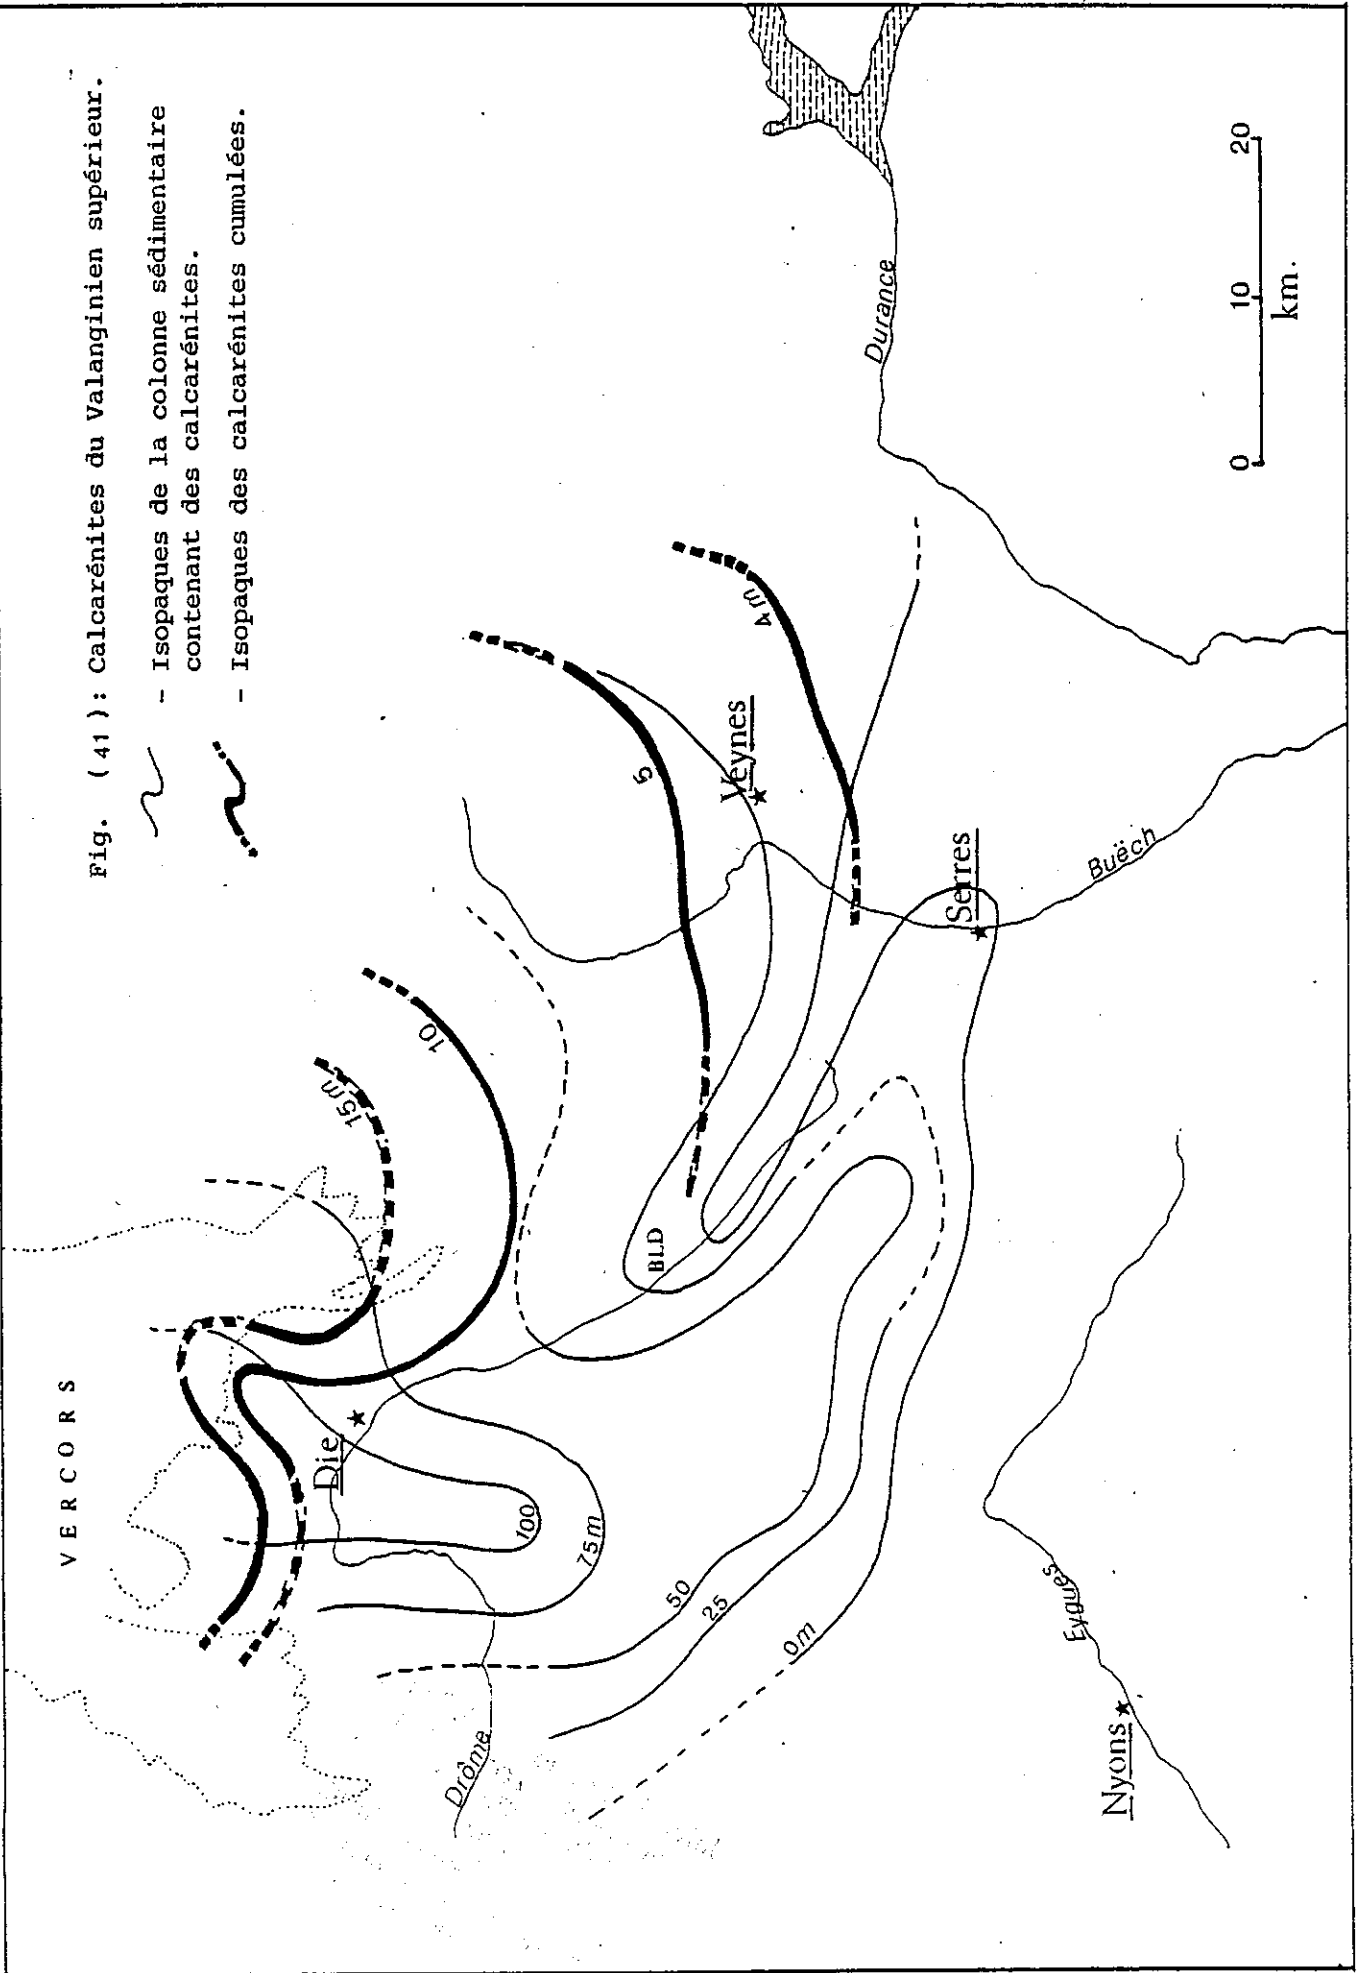 Fig. (41): Calcarénites du Valanginien supérieur.
- Isopaques de la colonne sédimentaire
contenant des calcarénites.
- Isopaques des calcarénites cumulées.
VERCORS
15m
10
5
4m
Die
100
75m
50
25
0m
BLD
Veynes
Serres
Nyons
Drôme
Buëch
Durance
Eygues
0 10 20
km.